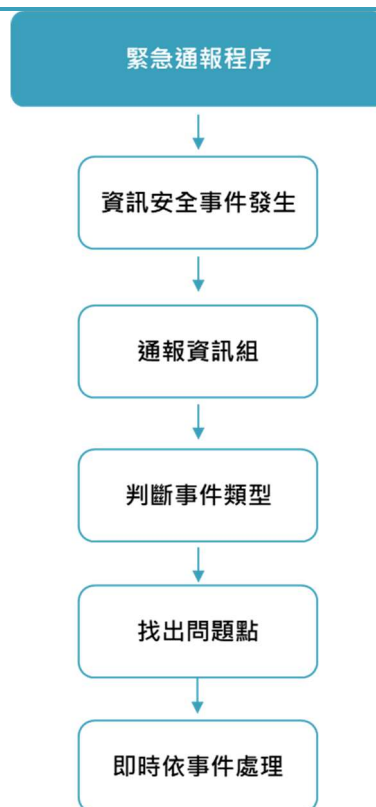 緊急通報程序
資訊安全事件發生
通報資訊組
判斷事件類型
找出問題點
即時依事件處理